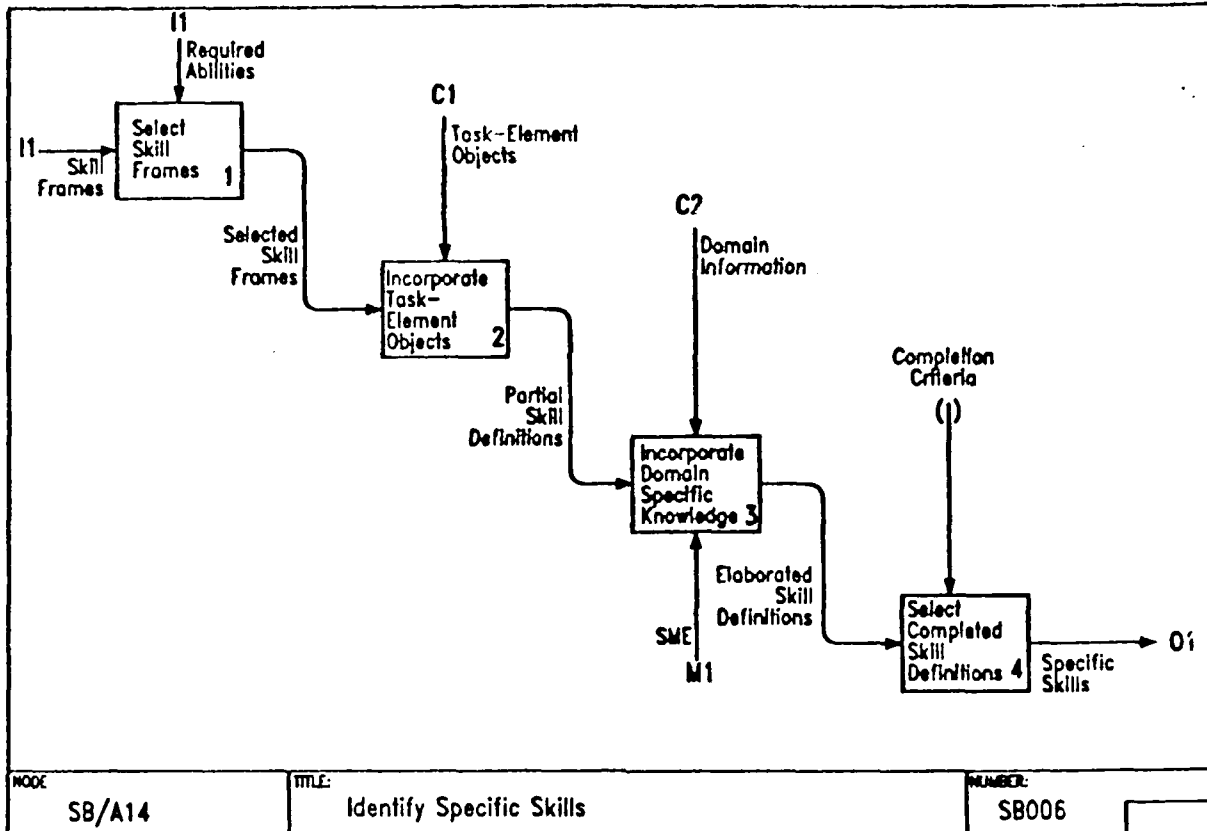 I1
Required
Abilities
I1
Skill
Frames
Select
Skill
Frames 1
C1
Task-Element
Objects
Selected
Skill
Frames
Incorporate
Task-
Element
Objects 2
C2
Domain
Information
Partial
Skill
Definitions
Incorporate
Domain
Specific
Knowledge 3
Completion
Criteria
( )
SME
M1
Elaborated
Skill
Definitions
Select
Completed
Skill
Definitions 4
Specific
Skills
O1
NODE
SB/A14
TITLE:
Identify Specific Skills
NUMBER:
SB006